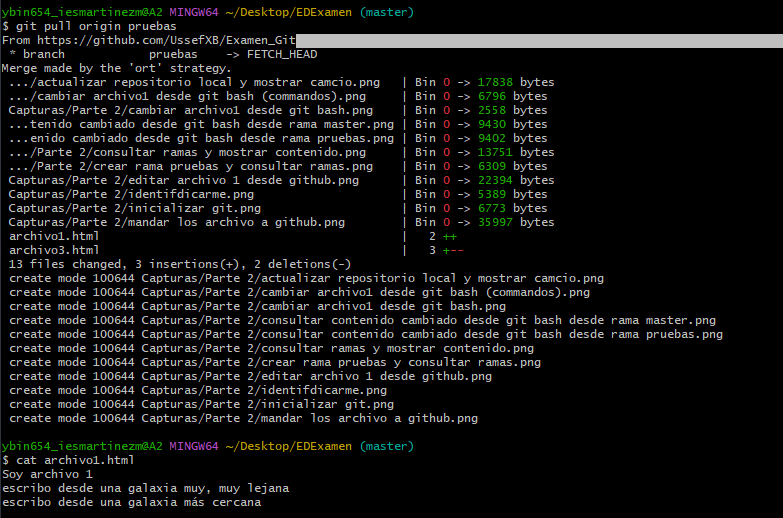 ybin654_iesmartinezm@A2 MINGW64 ~/Desktop/EDExamen (master)
$ git pull origin pruebas
From https://github.com/UssefXB/Examen_Git
 * branch            pruebas    -> FETCH_HEAD
Merge made by the 'ort' strategy.
 .../actualizar repositorio local y mostrar camcio.png   | Bin 0 -> 17838 bytes
 .../cambiar archivo1 desde git bash (commandos).png     | Bin 0 -> 6796 bytes
 Capturas/Parte 2/cambiar archivo1 desde git bash.png    | Bin 0 -> 2558 bytes
 ...tenido cambiado desde git bash desde rama master.png | Bin 0 -> 9430 bytes
 ...enido cambiado desde git bash desde rama pruebas.png | Bin 0 -> 9402 bytes
 .../Parte 2/consultar ramas y mostrar contenido.png     | Bin 0 -> 13751 bytes
 .../Parte 2/crear rama pruebas y consultar ramas.png    | Bin 0 -> 6309 bytes
 Capturas/Parte 2/editar archivo 1 desde github.png      | Bin 0 -> 22394 bytes
 Capturas/Parte 2/identifdicarme.png                     | Bin 0 -> 5389 bytes
 Capturas/Parte 2/inicializar git.png                    | Bin 0 -> 6773 bytes
 Capturas/Parte 2/mandar los archivo a github.png        | Bin 0 -> 35997 bytes
 archivo1.html                                           |   2 ++
 archivo3.html                                           |   3 +--
 13 files changed, 3 insertions(+), 2 deletions(-)
 create mode 100644 Capturas/Parte 2/actualizar repositorio local y mostrar camcio.png
 create mode 100644 Capturas/Parte 2/cambiar archivo1 desde git bash (commandos).png
 create mode 100644 Capturas/Parte 2/cambiar archivo1 desde git bash.png
 create mode 100644 Capturas/Parte 2/consultar contenido cambiado desde git bash desde rama master.png
 create mode 100644 Capturas/Parte 2/consultar contenido cambiado desde git bash desde rama pruebas.png
 create mode 100644 Capturas/Parte 2/consultar ramas y mostrar contenido.png
 create mode 100644 Capturas/Parte 2/crear rama pruebas y consultar ramas.png
 create mode 100644 Capturas/Parte 2/editar archivo 1 desde github.png
 create mode 100644 Capturas/Parte 2/identifdicarme.png
 create mode 100644 Capturas/Parte 2/inicializar git.png
 create mode 100644 Capturas/Parte 2/mandar los archivo a github.png
ybin654_iesmartinezm@A2 MINGW64 ~/Desktop/EDExamen (master)
$ cat archivo1.html
Soy archivo 1
escribo desde una galaxia muy, muy lejana
escribo desde una galaxia más cercana